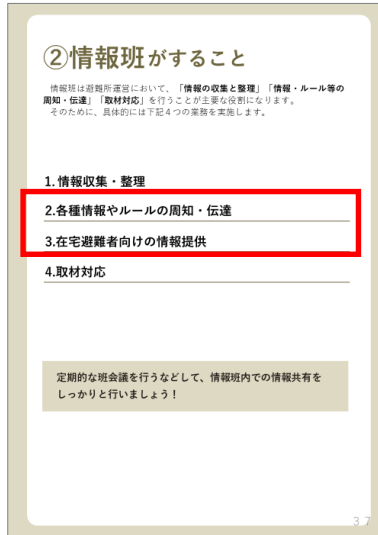 ②情報班がすること
情報班は避難所運営において、「情報の収集と整理」「情報・ルール等の
周知・伝達」「取材対応」を行うことが主要な役割になります。
そのために、具体的には下記4つの業務を実施します。
1.情報収集・整理
2.各種情報やルールの周知・伝達
3.在宅避難者向けの情報提供
4.取材対応
定期的な班会議を行うなどして、情報班内での情報共有を
しっかりと行いましょう！
37